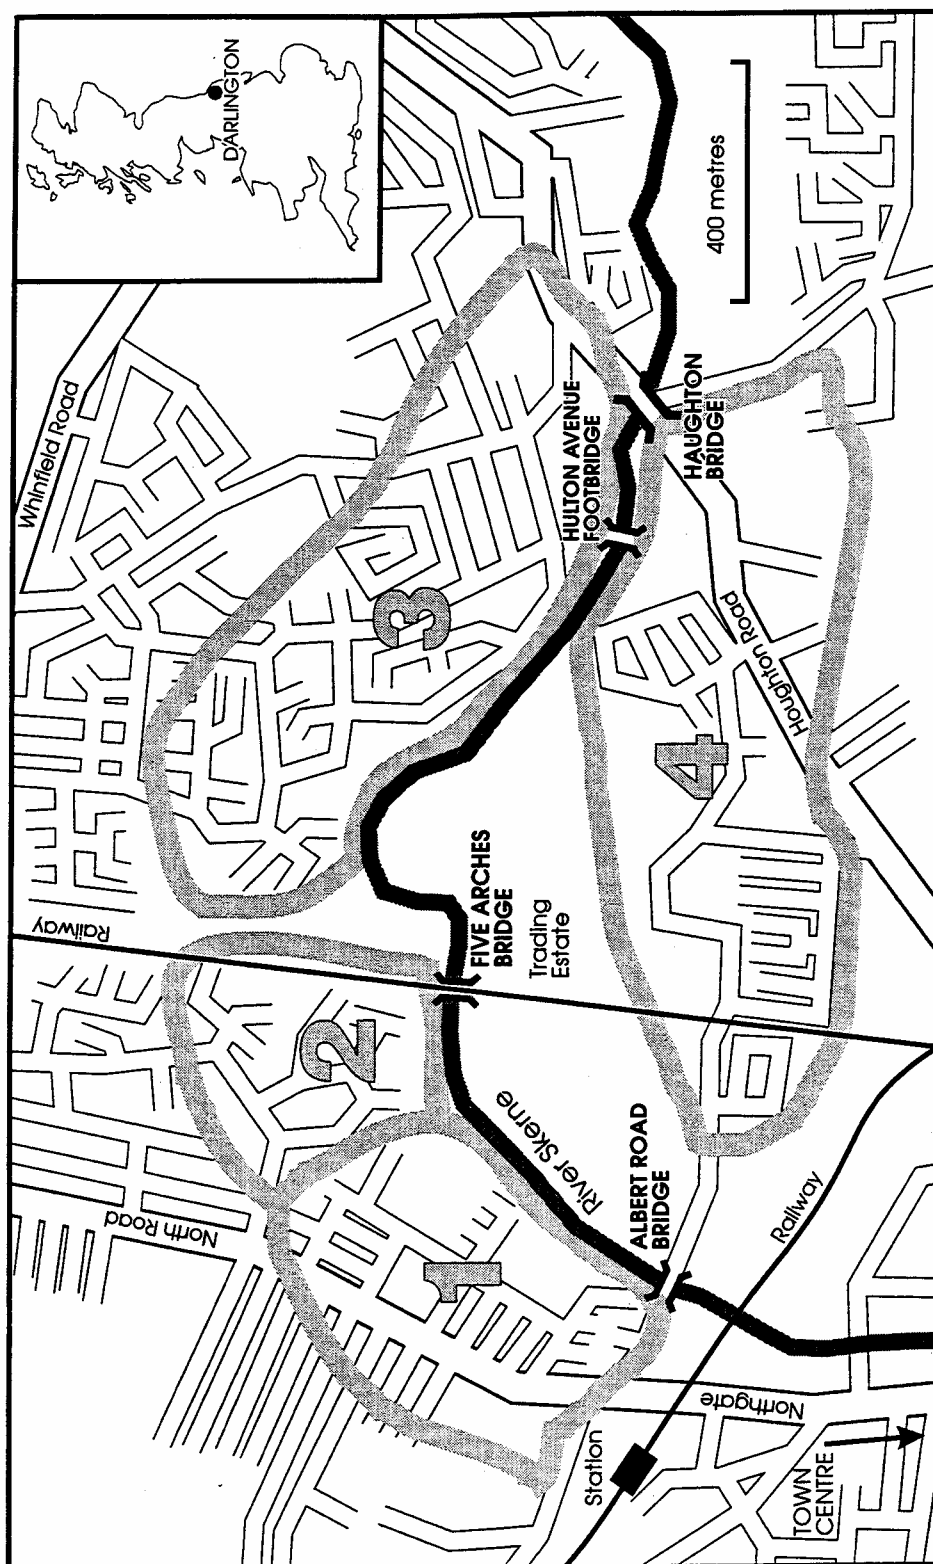 DARLINGTON
Whinfield Road
400 metres
HULTON AVENUE
FOOTBRIDGE
HAUGHTON
BRIDGE
3
Houghton Road
4
Railway
FIVE ARCHES
BRIDGE
Trading
Estate
2
River Skerne
North Road
1
ALBERT ROAD
BRIDGE
Railway
Northgate
Station
TOWN
CENTRE